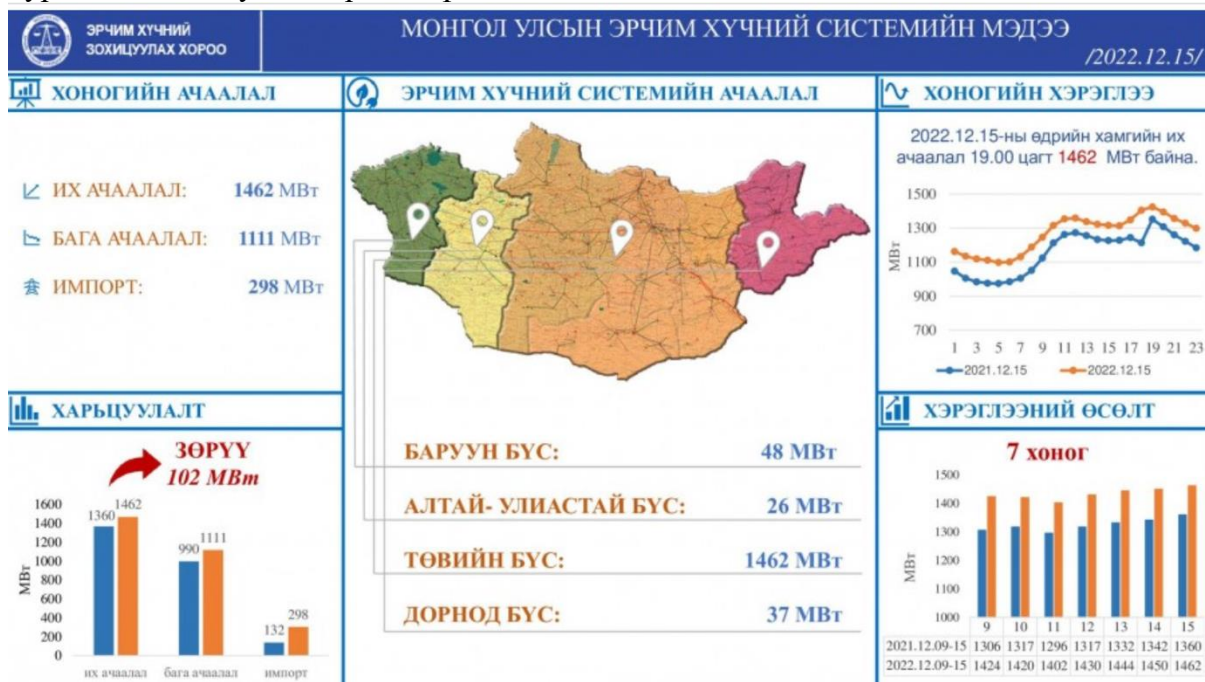 ЭРЧИМ ХҮЧНИЙ
ЗОХИЦУУЛАХ ХОРОО
МОНГОЛ УЛСЫН ЭРЧИМ ХҮЧНИЙ СИСТЕМИЙН МЭДЭЭ
/2022.12.15/
ХОНОГИЙН АЧААЛАЛ
ИХ АЧААЛАЛ: 1462 МВт
БАГА АЧААЛАЛ: 1111 МВт
ИМПОРТ: 298 МВт
ХАРЬЦУУЛАЛТ
ЗӨРҮҮ
102 МВт
МВт
1600
1400
1200
1000
800
600
400
200
0
1360 1462
990 1111
132 298
их ачаалал бага ачаалал импорт
ЭРЧИМ ХҮЧНИЙ СИСТЕМИЙН АЧААЛАЛ
БАРУУН БҮС: 48 МВт
АЛТАЙ- УЛИАСТАЙ БҮС: 26 МВт
ТӨВИЙН БҮС: 1462 МВт
ДОРНОД БҮС: 37 МВт
ХОНОГИЙН ХЭРЭГЛЭЭ
2022.12.15-ны өдрийн хамгийн их
ачаалал 19.00 цагт 1462 МВт байна.
МВт
1500
1300
1100
900
700
1 3 5 7 9 11 13 15 17 19 21 23
2021.12.15 2022.12.15
ХЭРЭГЛЭЭНИЙ ӨСӨЛТ
7 хоног
МВт
1500
1400
1300
1200
1100
1000
9 10 11 12 13 14 15
2021.12.09-15 1306 1317 1296 1317 1332 1342 1360
2022.12.09-15 1424 1420 1402 1430 1444 1450 1462